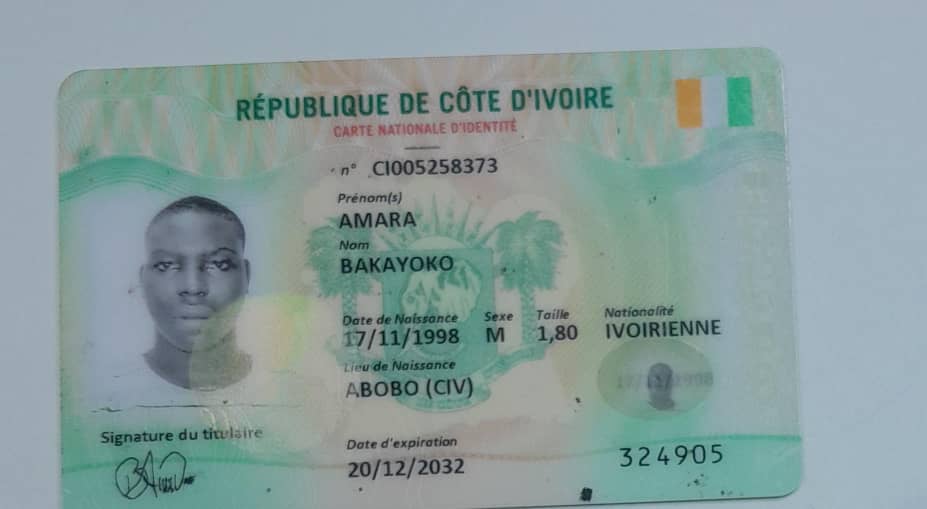 RÉPUBLIQUE DE CÔTE D'IVOIRE
CARTE NATIONALE D'IDENTITÉ
n° CI005258373
Prénom(s)
AMARA
Nom
BAKAYOKO
Date de Naissance Sexe Taille Nationalité
17/11/1998 M 1,80 IVOIRIENNE
Lieu de Naissance
ABOBO (CIV)
17/11/1998
Signature du titulaire
Date d'expiration
20/12/2032
324905